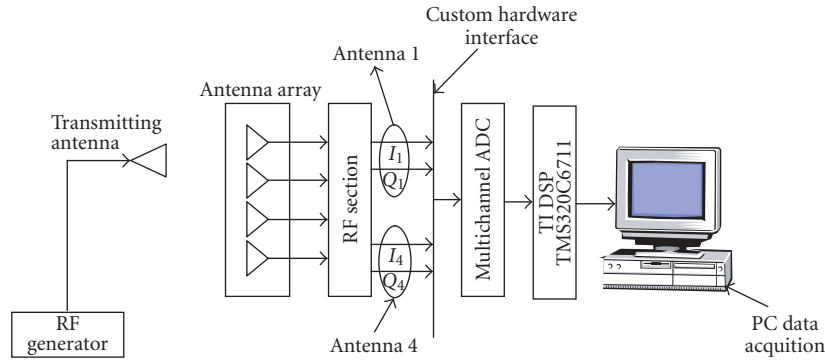 Custom hardware
interface
Antenna 1
Antenna array
Transmitting
antenna
I1
Q1
RF section
Multichannel ADC
TI DSP
TMS320C6711
I4
Q4
RF
generator
Antenna 4
PC data
acquition